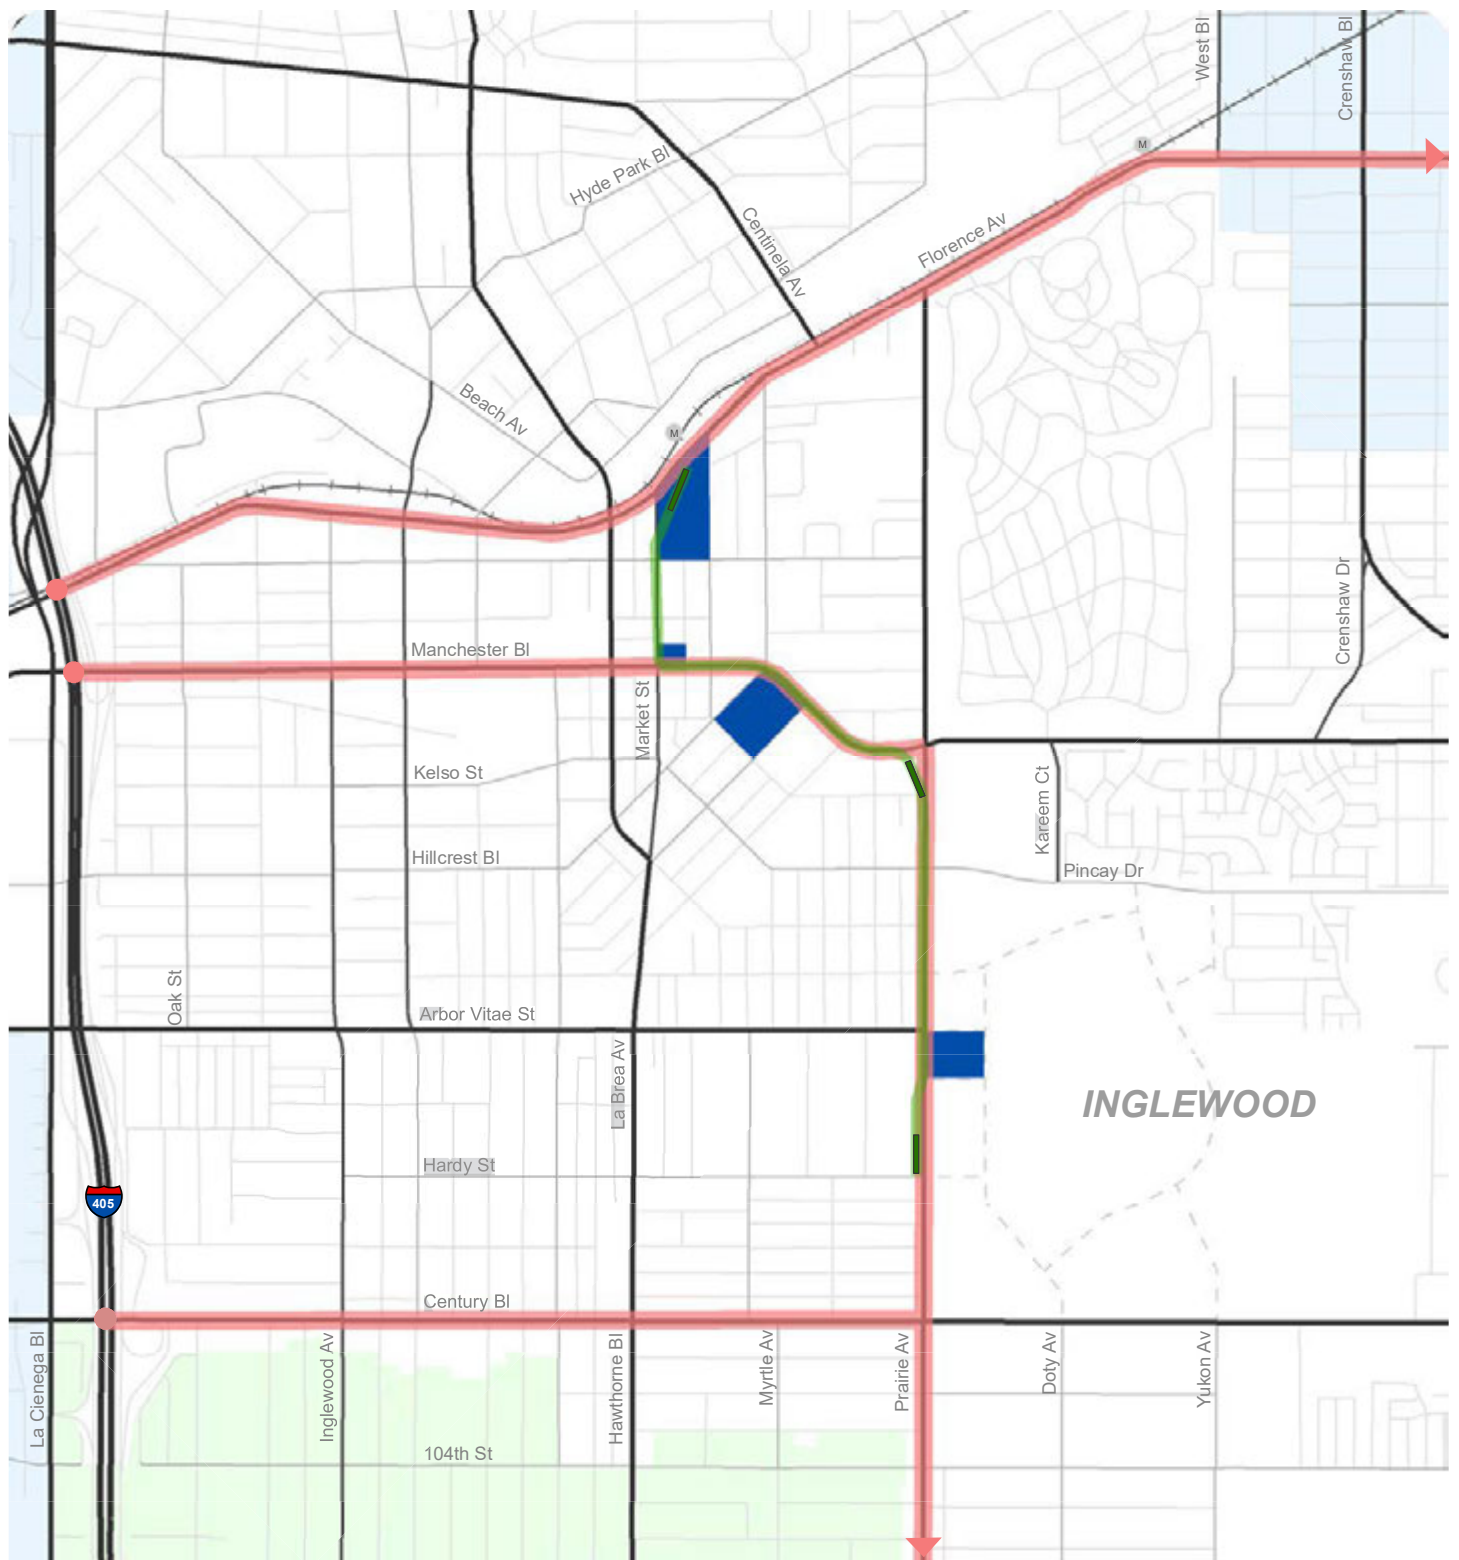 West Bl
Crenshaw Bl
M
Hyde Park Bl
Centinela Av
Florence Av
Beach Av
M
Crenshaw Dr
Manchester Bl
Market St
Kelso St
Kareem Ct
Hillcrest Bl
Pincay Dr
Oak St
Arbor Vitae St
La Brea Av
INGLEWOOD
Hardy St
405
Century Bl
La Cienega Bl
Inglewood Av
Hawthorne Bl
Myrtle Av
Prairie Av
Doty Av
Yukon Av
104th St